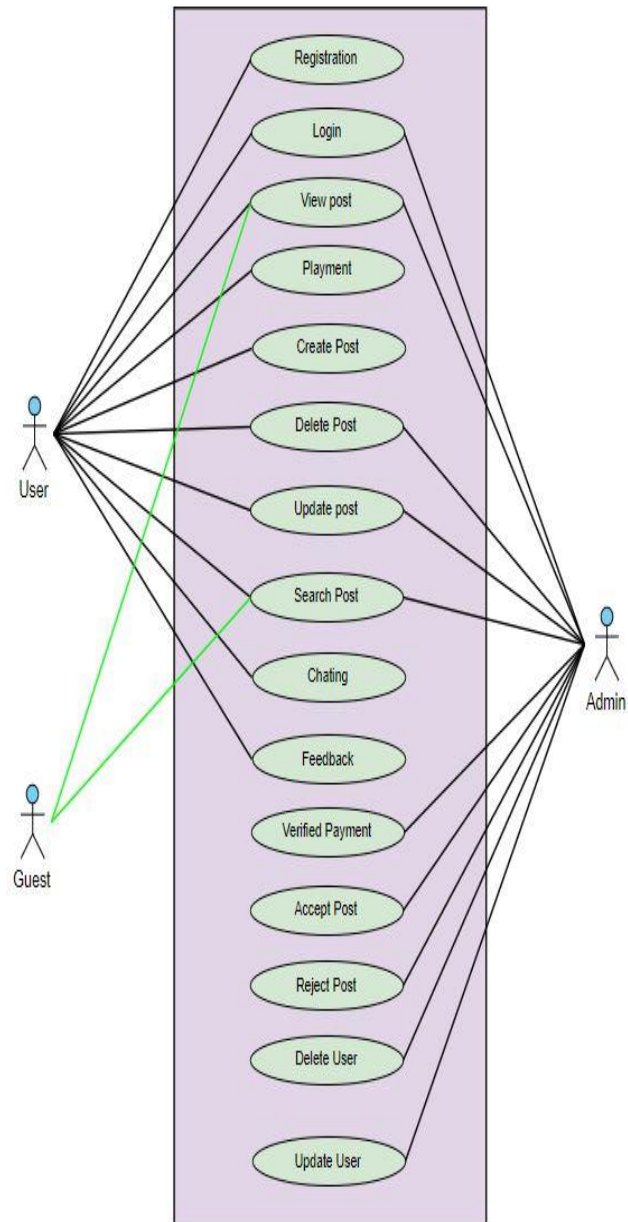 Registration
Login
View post
Playment
Create Post
Delete Post
User
Update post
Search Post
Admin
Chating
Feedback
Guest
Verified Payment
Accept Post
Reject Post
Delete User
Update User